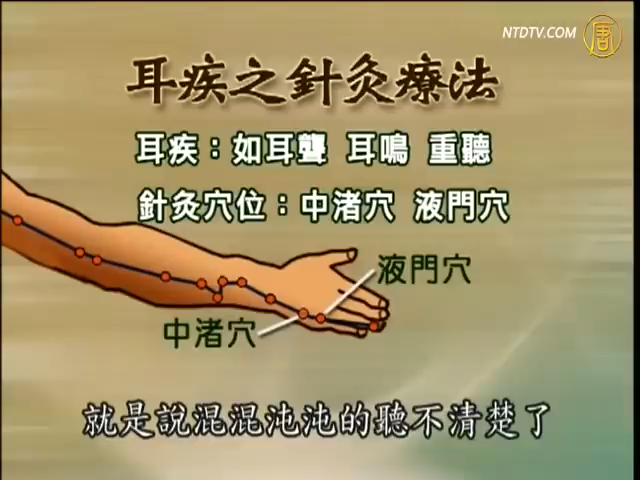 NTDTV.COM
唐
耳疾之針灸療法
耳疾：如耳聾 耳鳴 重聽
針灸穴位：中渚穴 液門穴
液門穴
中渚穴
就是說混混沌沌的聽不清楚了